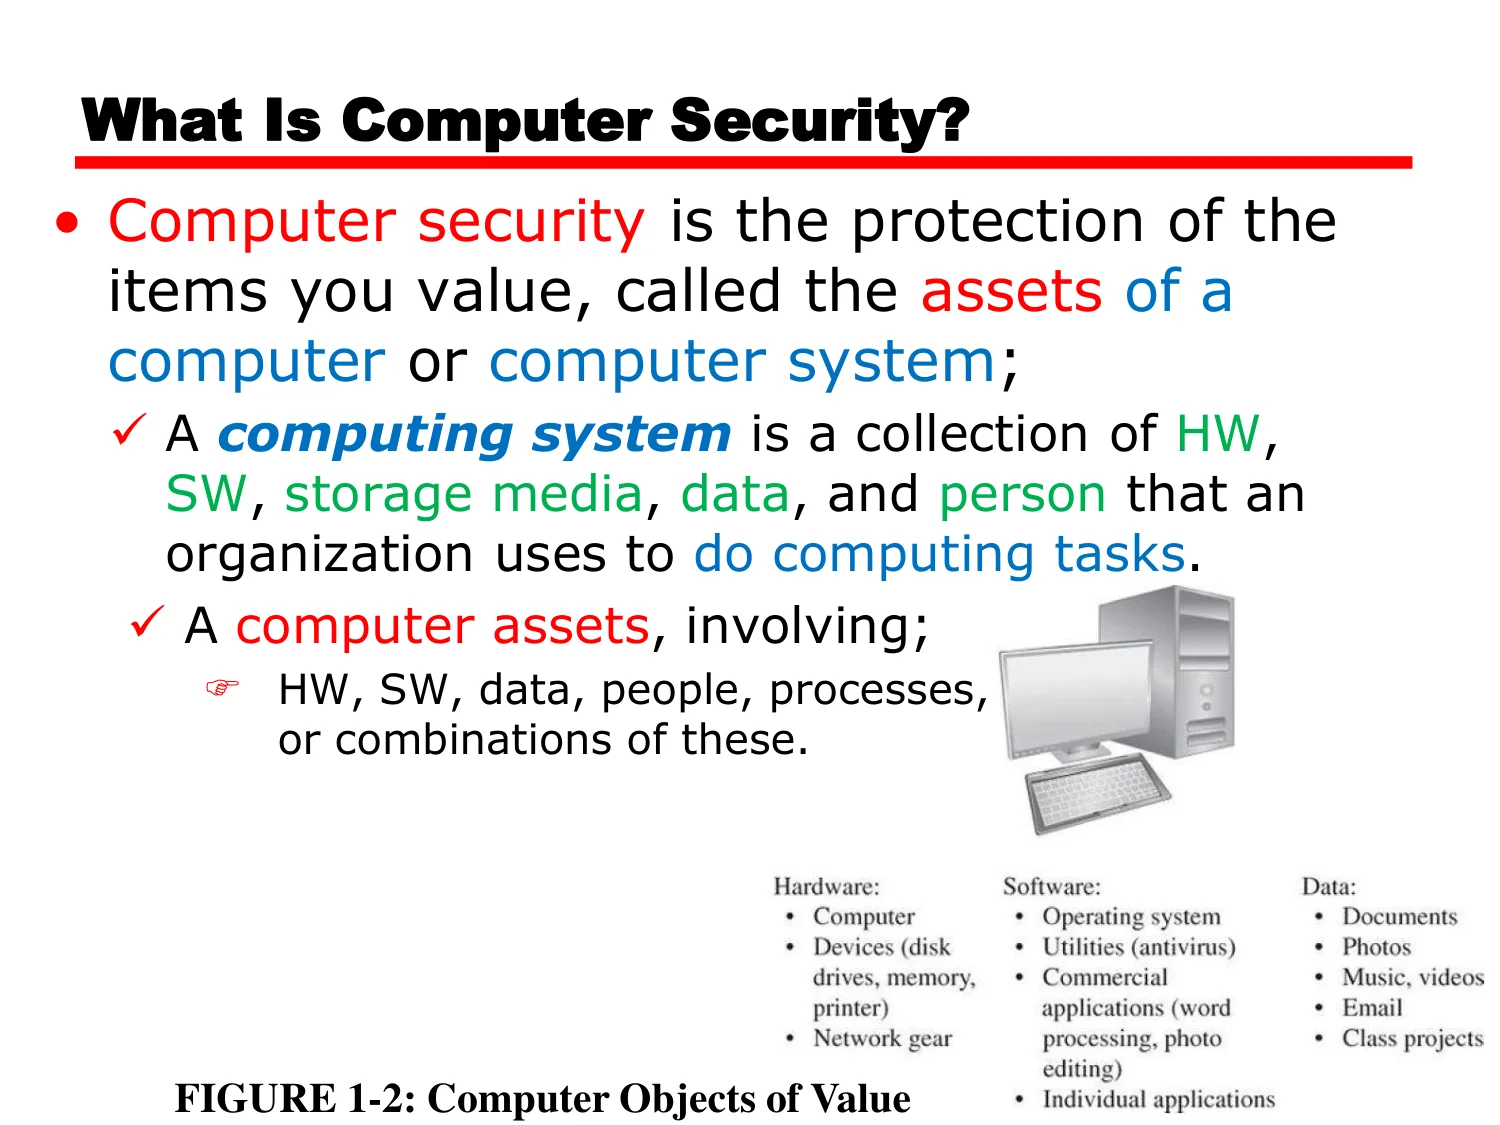 What Is Computer Security?
• Computer security is the protection of the
items you value, called the assets of a
computer or computer system;
✓ A computing system is a collection of HW,
SW, storage media, data, and person that an
organization uses to do computing tasks.
✓ A computer assets, involving;
☞ HW, SW, data, people, processes,
or combinations of these.
Hardware:
• Computer
• Devices (disk
drives, memory,
printer)
• Network gear
Software:
• Operating system
• Utilities (antivirus)
• Commercial
applications (word
processing, photo
editing)
• Individual applications
Data:
• Documents
• Photos
• Music, videos
• Email
• Class projects
FIGURE 1-2: Computer Objects of Value